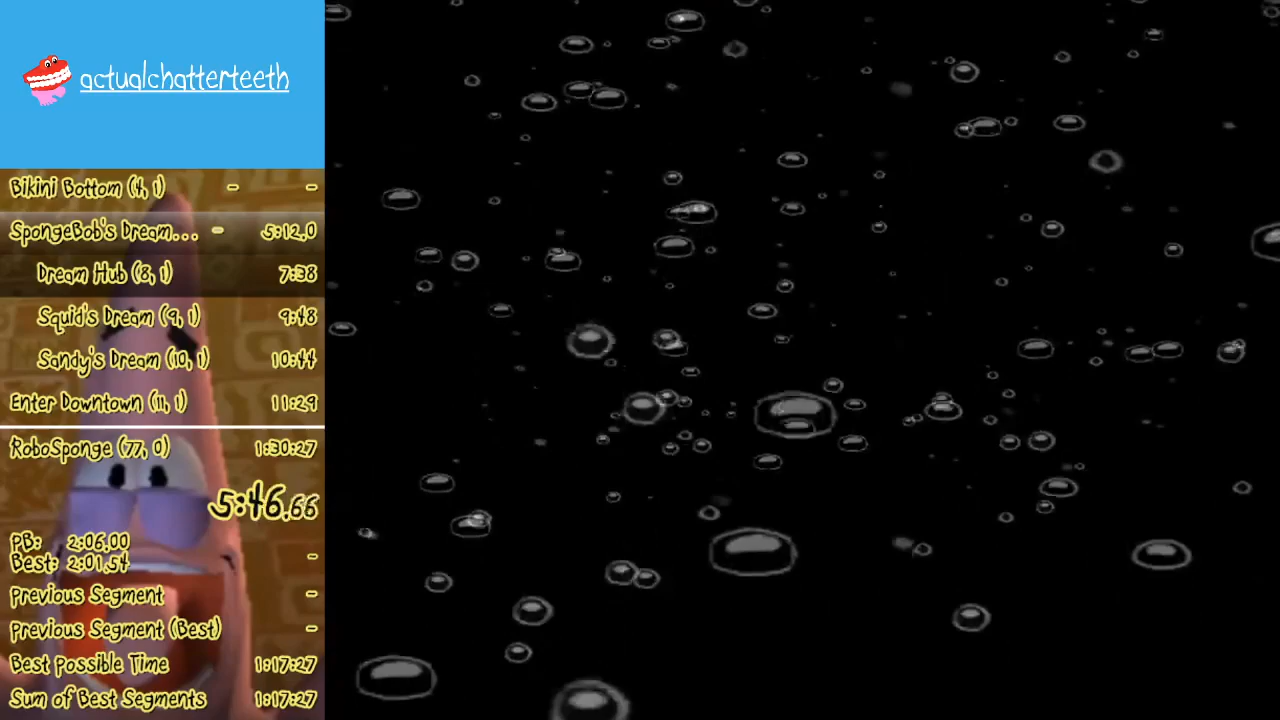 actualchatterteeth
Bikini Bottom (4, 1) - -
SpongeBob's Dream... - 5:12.0
Dream Hub (8, 1) 7:38
Squid's Dream (9, 1) 9:48
Sandy's Dream (10, 1) 10:44
Enter Downtown (11, 1) 11:29
RoboSponge (77, 0) 1:30:27
5:46.66
PB: 2:06.00
Best: 2:01.54 -
Previous Segment -
Previous Segment (Best) -
Best Possible Time 1:17:27
Sum of Best Segments 1:17:27